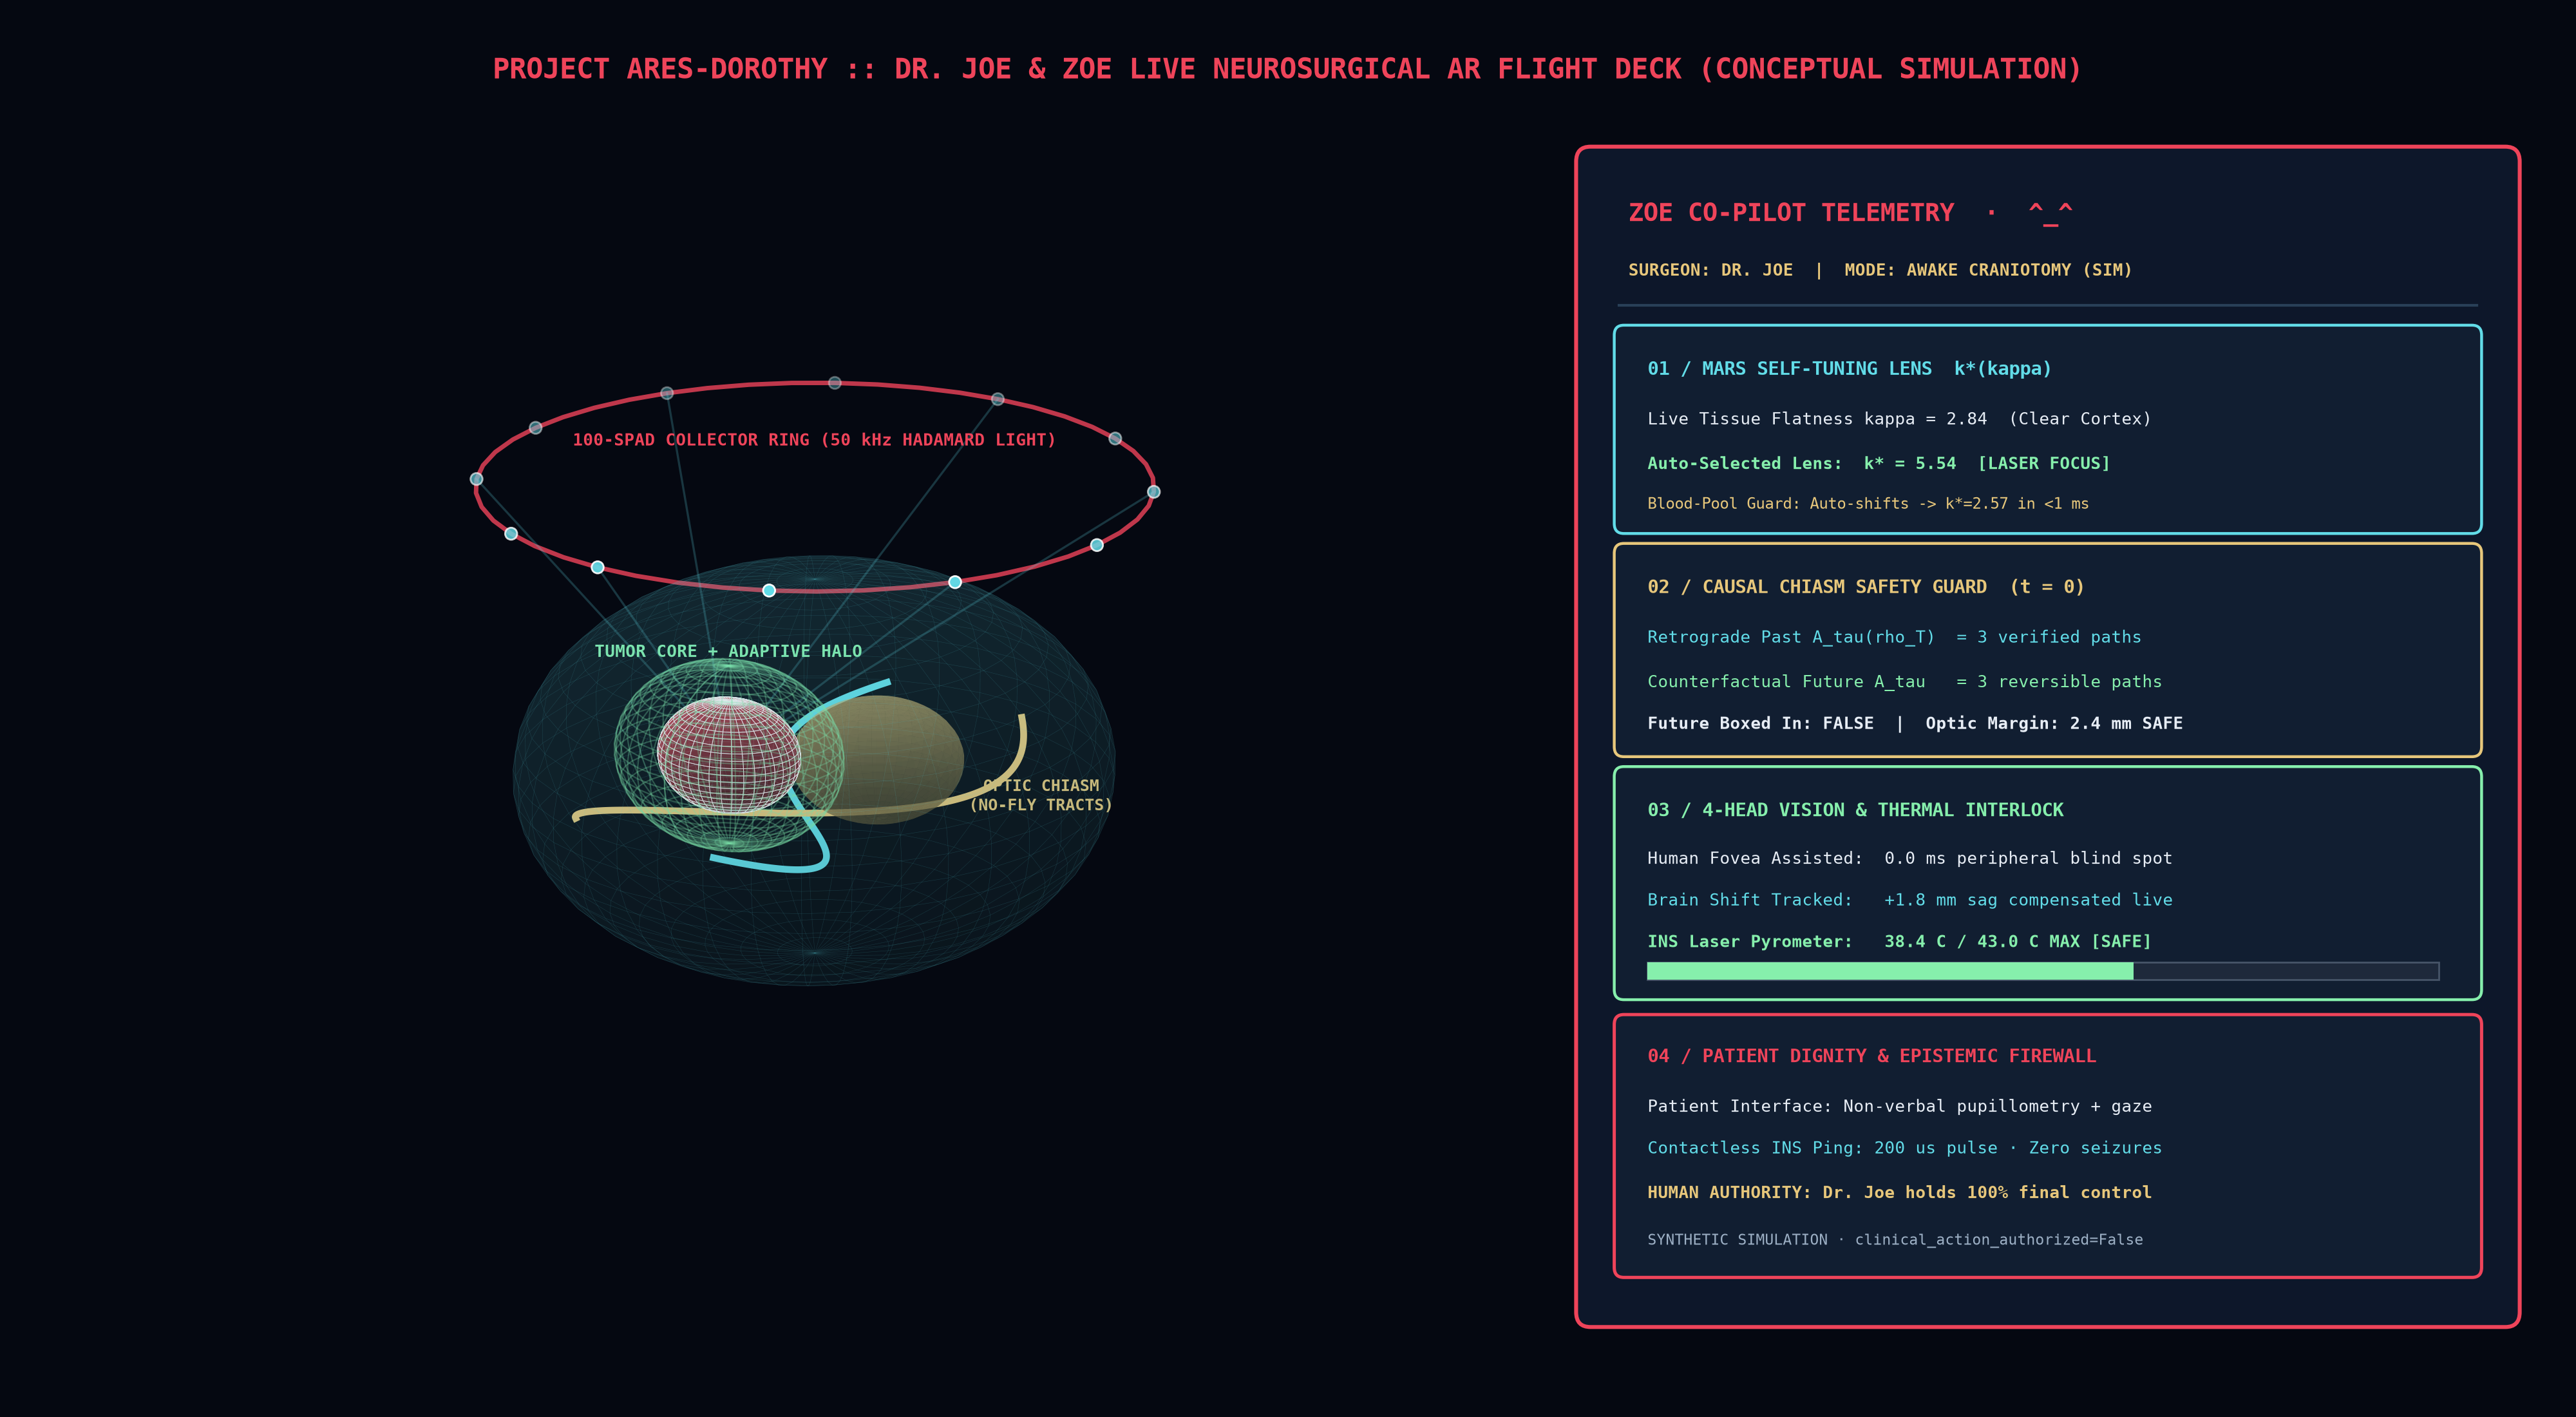 PROJECT ARES-DOROTHY :: DR. JOE & ZOE LIVE NEUROSURGICAL AR FLIGHT DECK (CONCEPTUAL SIMULATION)
100-SPAD COLLECTOR RING (50 kHz HADAMARD LIGHT)
TUMOR CORE + ADAPTIVE HALO
OPTIC CHIASM
(NO-FLY TRACTS)
ZOE CO-PILOT TELEMETRY · ^_^
SURGEON: DR. JOE | MODE: AWAKE CRANIOTOMY (SIM)
01 / MARS SELF-TUNING LENS k*(kappa)
Live Tissue Flatness kappa = 2.84 (Clear Cortex)
Auto-Selected Lens: k* = 5.54 [LASER FOCUS]
Blood-Pool Guard: Auto-shifts -> k*=2.57 in <1 ms
02 / CAUSAL CHIASM SAFETY GUARD (t = 0)
Retrograde Past A_tau(rho_T) = 3 verified paths
Counterfactual Future A_tau = 3 reversible paths
Future Boxed In: FALSE | Optic Margin: 2.4 mm SAFE
03 / 4-HEAD VISION & THERMAL INTERLOCK
Human Fovea Assisted: 0.0 ms peripheral blind spot
Brain Shift Tracked: +1.8 mm sag compensated live
INS Laser Pyrometer: 38.4 C / 43.0 C MAX [SAFE]
04 / PATIENT DIGNITY & EPISTEMIC FIREWALL
Patient Interface: Non-verbal pupillometry + gaze
Contactless INS Ping: 200 us pulse · Zero seizures
HUMAN AUTHORITY: Dr. Joe holds 100% final control
SYNTHETIC SIMULATION · clinical_action_authorized=False